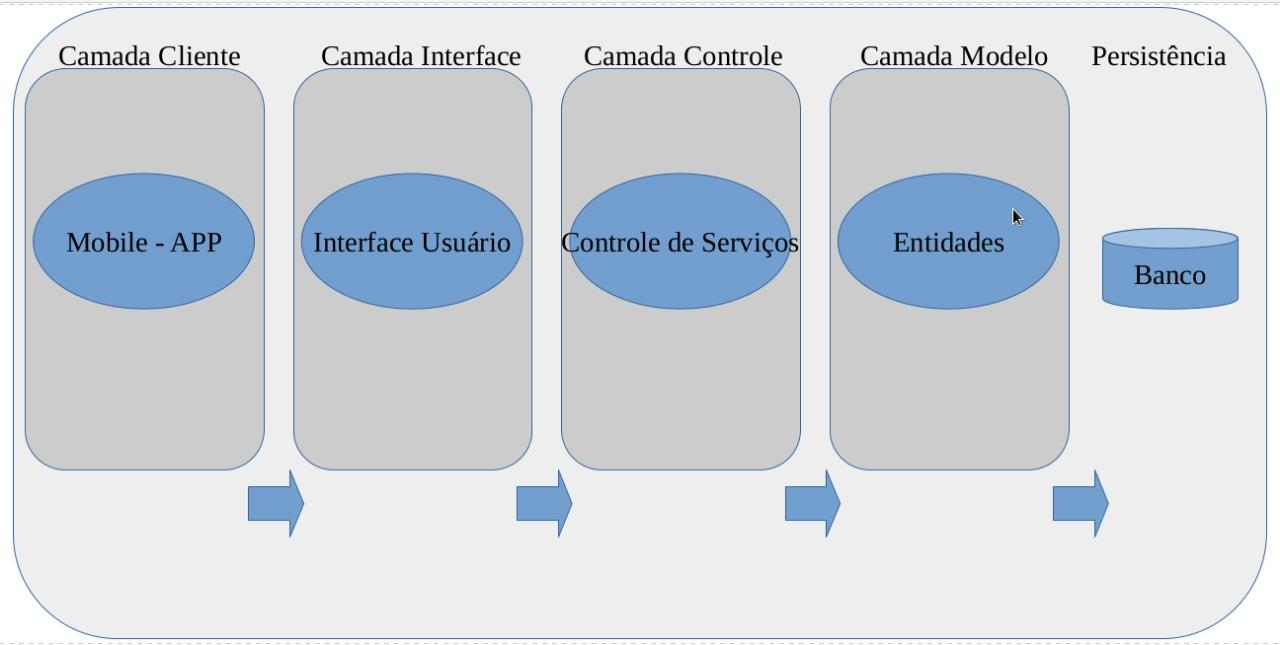 Camada Cliente
Camada Interface
Camada Controle
Camada Modelo
Persistência
Mobile - APP
Interface Usuário
Controle de Serviços
Entidades
Banco